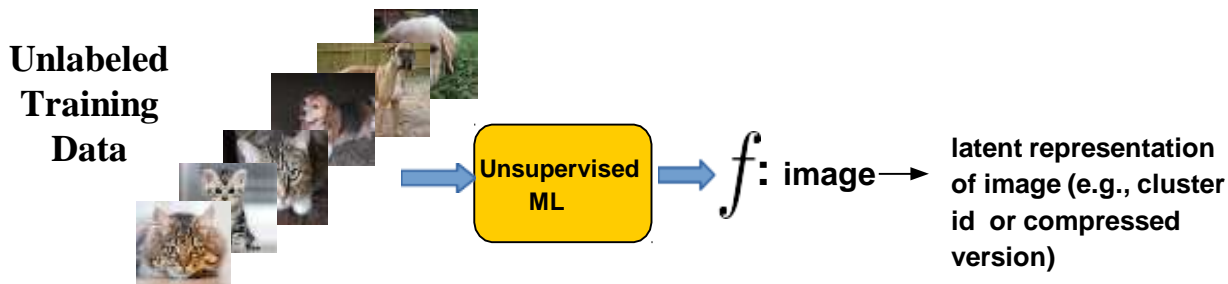 Unlabeled
Training
Data
Unsupervised
ML
f: image
latent representation
of image (e.g., cluster
id or compressed
version)